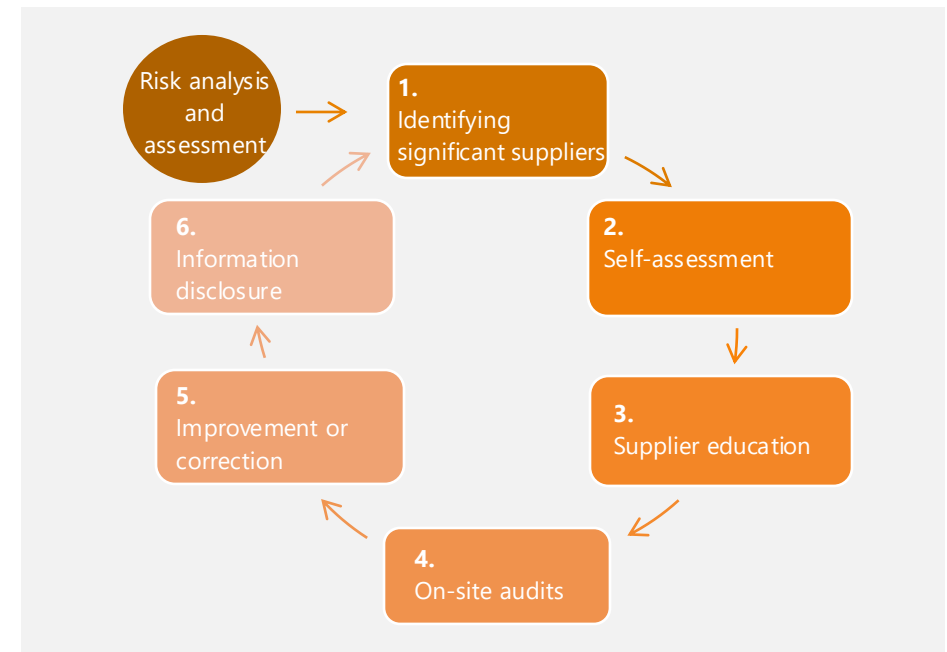 Risk analysis
and
assessment
1.
Identifying
significant suppliers
2.
Self-assessment
3.
Supplier education
4.
On-site audits
5.
Improvement or
correction
6.
Information
disclosure